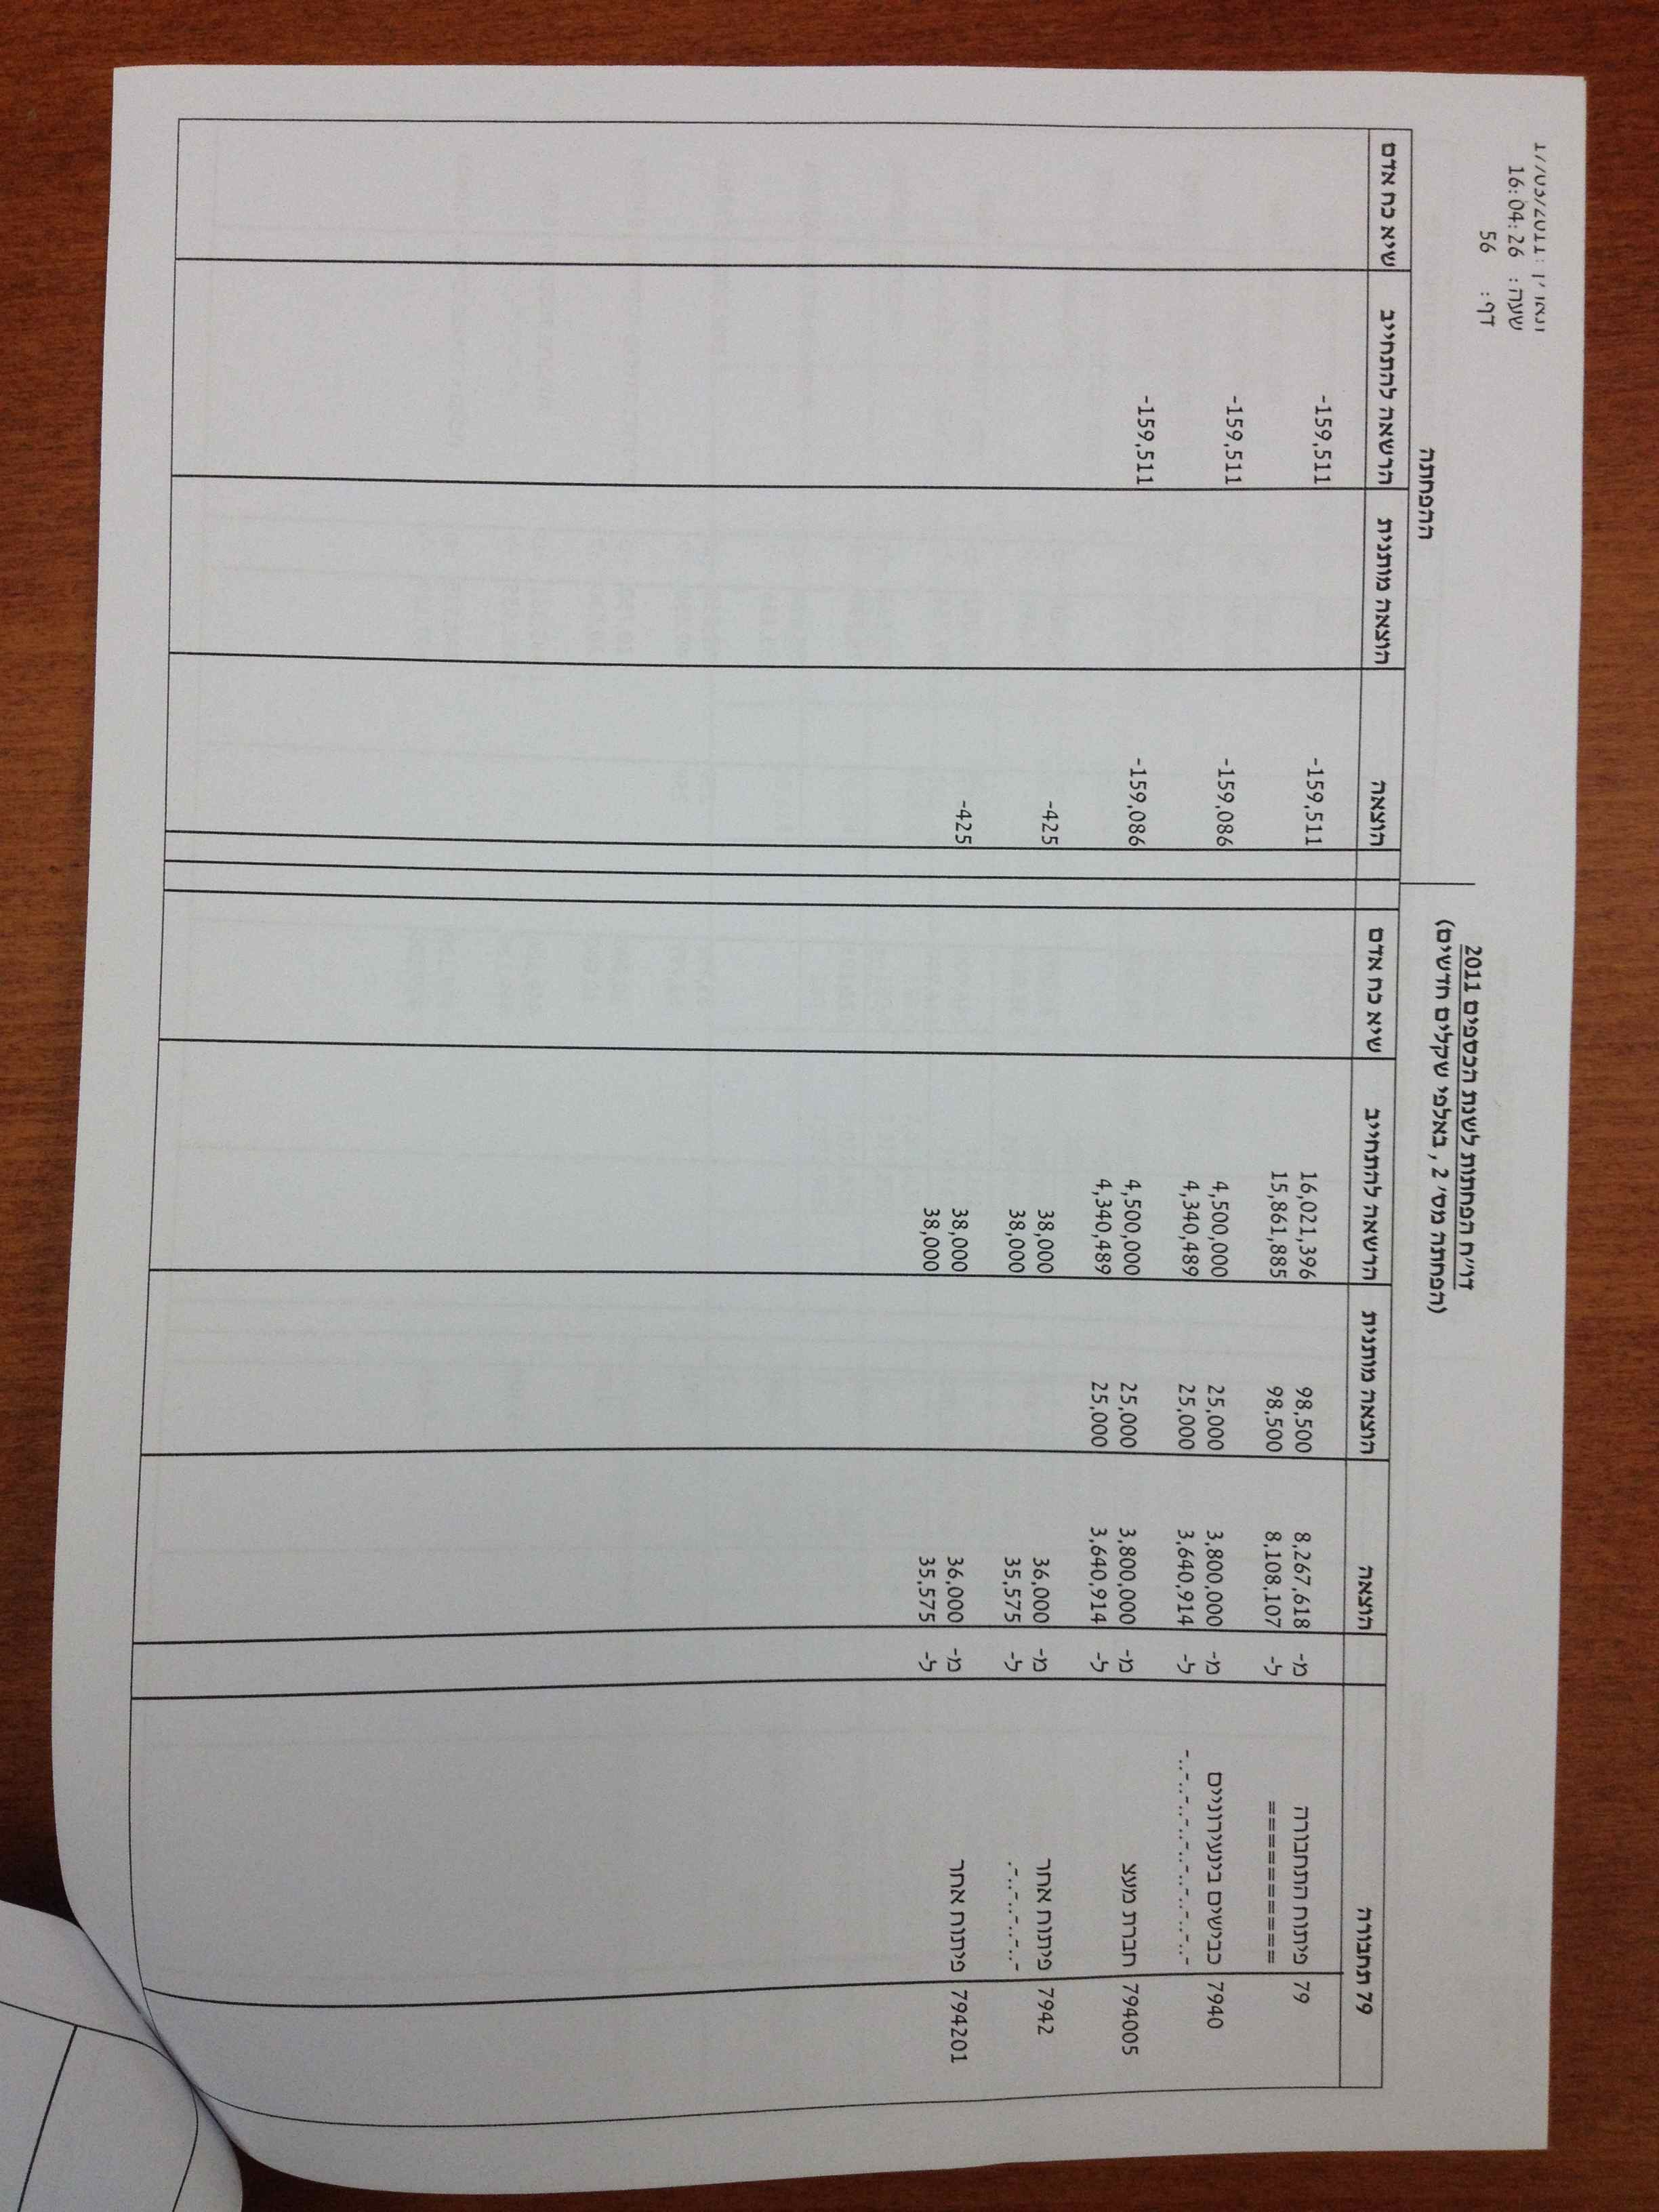 תאריך: 17/03/2011
שעה: 16:04:26
דף: 56
דו״ח הפחתות לשנת הכספים 2011
(הפחתה מס׳ 2, באלפי שקלים חדשים)
ההפחתה
79 תחבורה הוצאה הוצאה מותנית הרשאה להתחייב שיא כח אדם הוצאה הוצאה מותנית הרשאה להתחייב שיא כח אדם
79 פיתוח התחבורה מ- 8,267,618 98,500 16,021,396 -159,511 -159,511
========== ל- 8,108,107 98,500 15,861,885
7940 כבישים בינעירוניים מ- 3,800,000 25,000 4,500,000 -159,086 -159,511
-..-..-..-..-..-..-..-..- ל- 3,640,914 25,000 4,340,489
794005 חברת מעצ מ- 3,800,000 25,000 4,500,000 -159,086 -159,511
ל- 3,640,914 25,000 4,340,489
7942 פיתוח אחר מ- 36,000 38,000 -425
-..-..-..-..-. ל- 35,575 38,000
794201 פיתוח אחר מ- 36,000 38,000 -425
ל- 35,575 38,000